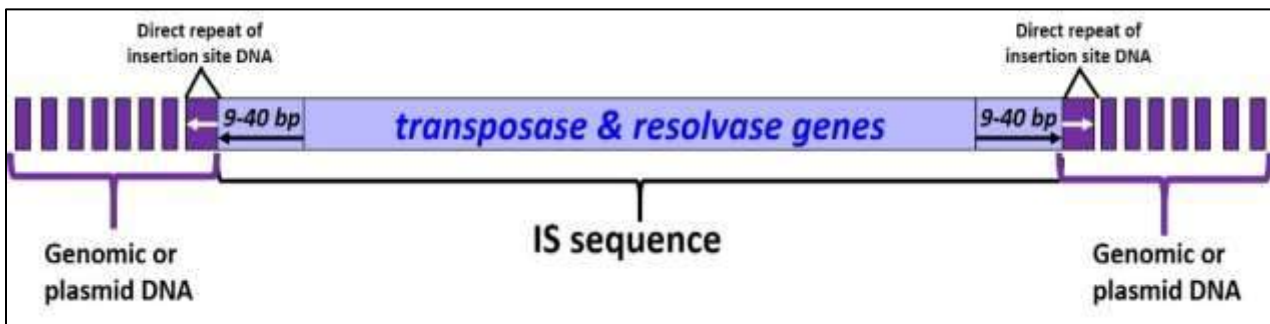 Direct repeat of
insertion site DNA
Direct repeat of
insertion site DNA
9-40 bp
transposase & resolvase genes
9-40 bp
IS sequence
Genomic or
plasmid DNA
Genomic or
plasmid DNA